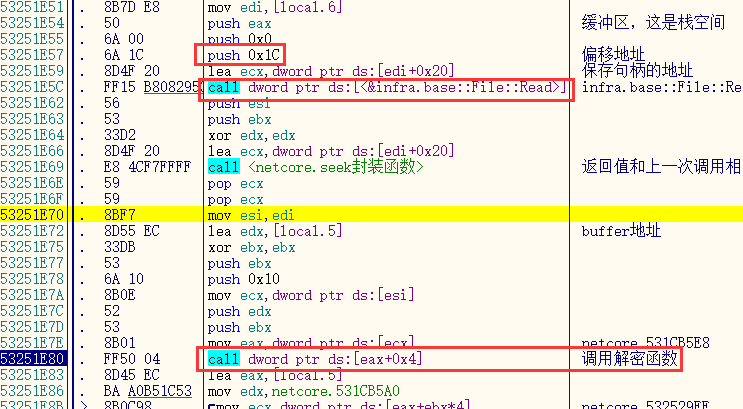 53251E51 . 8B7D E8 mov edi,[local.6]
53251E54 . 50 push eax 缓冲区，这是栈空间
53251E55 . 6A 00 push 0x0
53251E57 . 6A 1C push 0x1C 偏移地址
53251E59 . 8D4F 20 lea ecx,dword ptr ds:[edi+0x20] 保存句柄的地址
53251E5C . FF15 B8082953 call dword ptr ds:[<&infra.base::File::Read>] infra.base::File::Re
53251E62 . 56 push esi
53251E63 . 53 push ebx
53251E64 . 33D2 xor edx,edx
53251E66 . 8D4F 20 lea ecx,dword ptr ds:[edi+0x20]
53251E69 . E8 4CF7FFFF call <netcore.seek封装函数> 返回值和上一次调用相
53251E6E . 59 pop ecx
53251E6F . 59 pop ecx
53251E70 . 8BF7 mov esi,edi
53251E72 . 8D55 EC lea edx,[local.5] buffer地址
53251E75 . 33DB xor ebx,ebx
53251E77 . 53 push ebx
53251E78 . 6A 10 push 0x10
53251E7A . 8B0E mov ecx,dword ptr ds:[esi]
53251E7C . 52 push edx
53251E7D . 53 push ebx
53251E7E . 8B01 mov eax,dword ptr ds:[ecx] netcore.531CB5E8
53251E80 . FF50 04 call dword ptr ds:[eax+0x4] 调用解密函数
53251E83 . 8D45 EC lea eax,[local.5]
53251E86 . BA A0B51C53 mov edx,netcore.531CB5A0
53251E8B > 8B0C98 mov ecx,dword ptr ds:[eax+ebx*4] netcore.532529FF